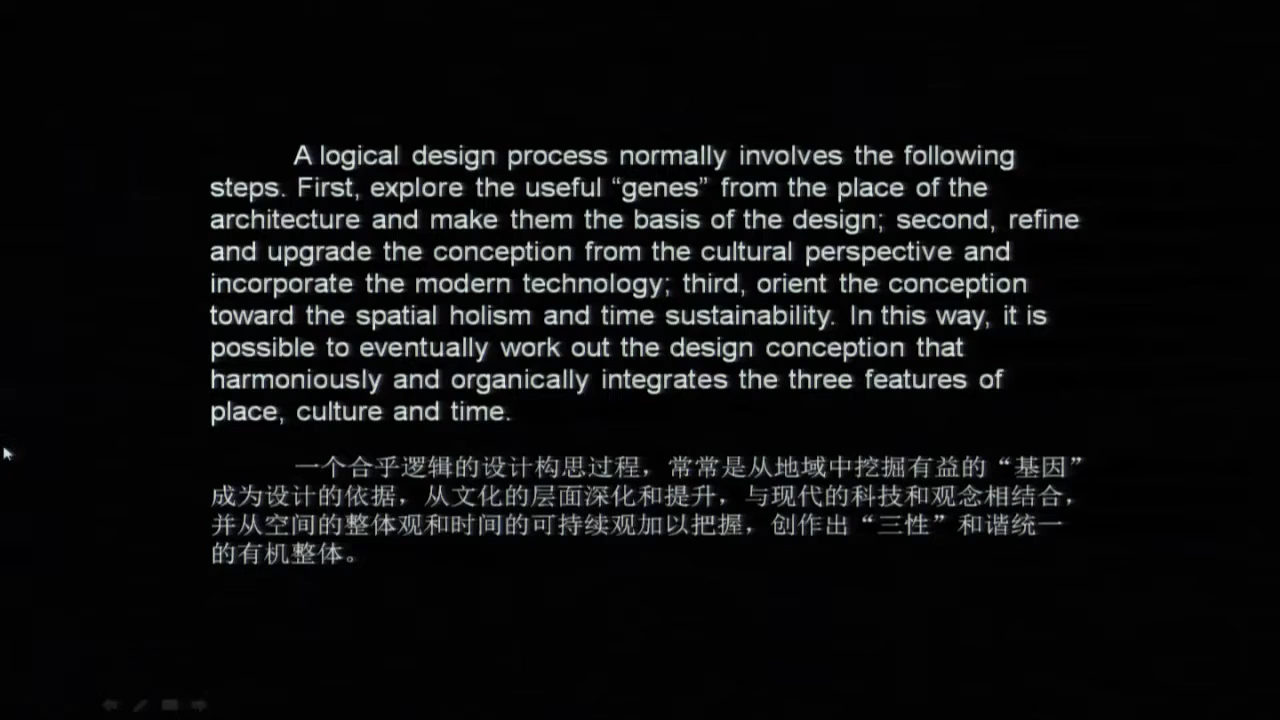 A logical design process normally involves the following
steps. First, explore the useful “genes” from the place of the
architecture and make them the basis of the design; second, refine
and upgrade the conception from the cultural perspective and
incorporate the modern technology; third, orient the conception
toward the spatial holism and time sustainability. In this way, it is
possible to eventually work out the design conception that
harmoniously and organically integrates the three features of
place, culture and time.
一个合乎逻辑的设计构思过程，常常是从地域中挖掘有益的“基因”
成为设计的依据，从文化的层面深化和提升，与现代的科技和观念相结合，
并从空间的整体观和时间的可持续观加以把握，创作出“三性”和谐统一
的有机整体。